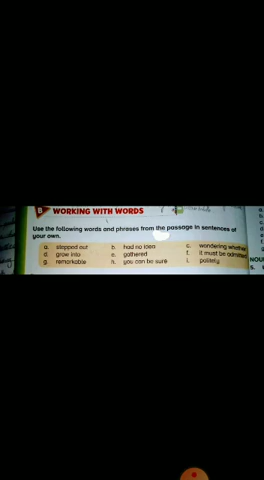 B WORKING WITH WORDS
Use the following words and phrases from the passage in sentences of
your own.
a. stepped out b. had no idea c. wondering whether
d. grow into e. gathered f. it must be admitted
g. remarkable h. you can be sure i. politely
NOU